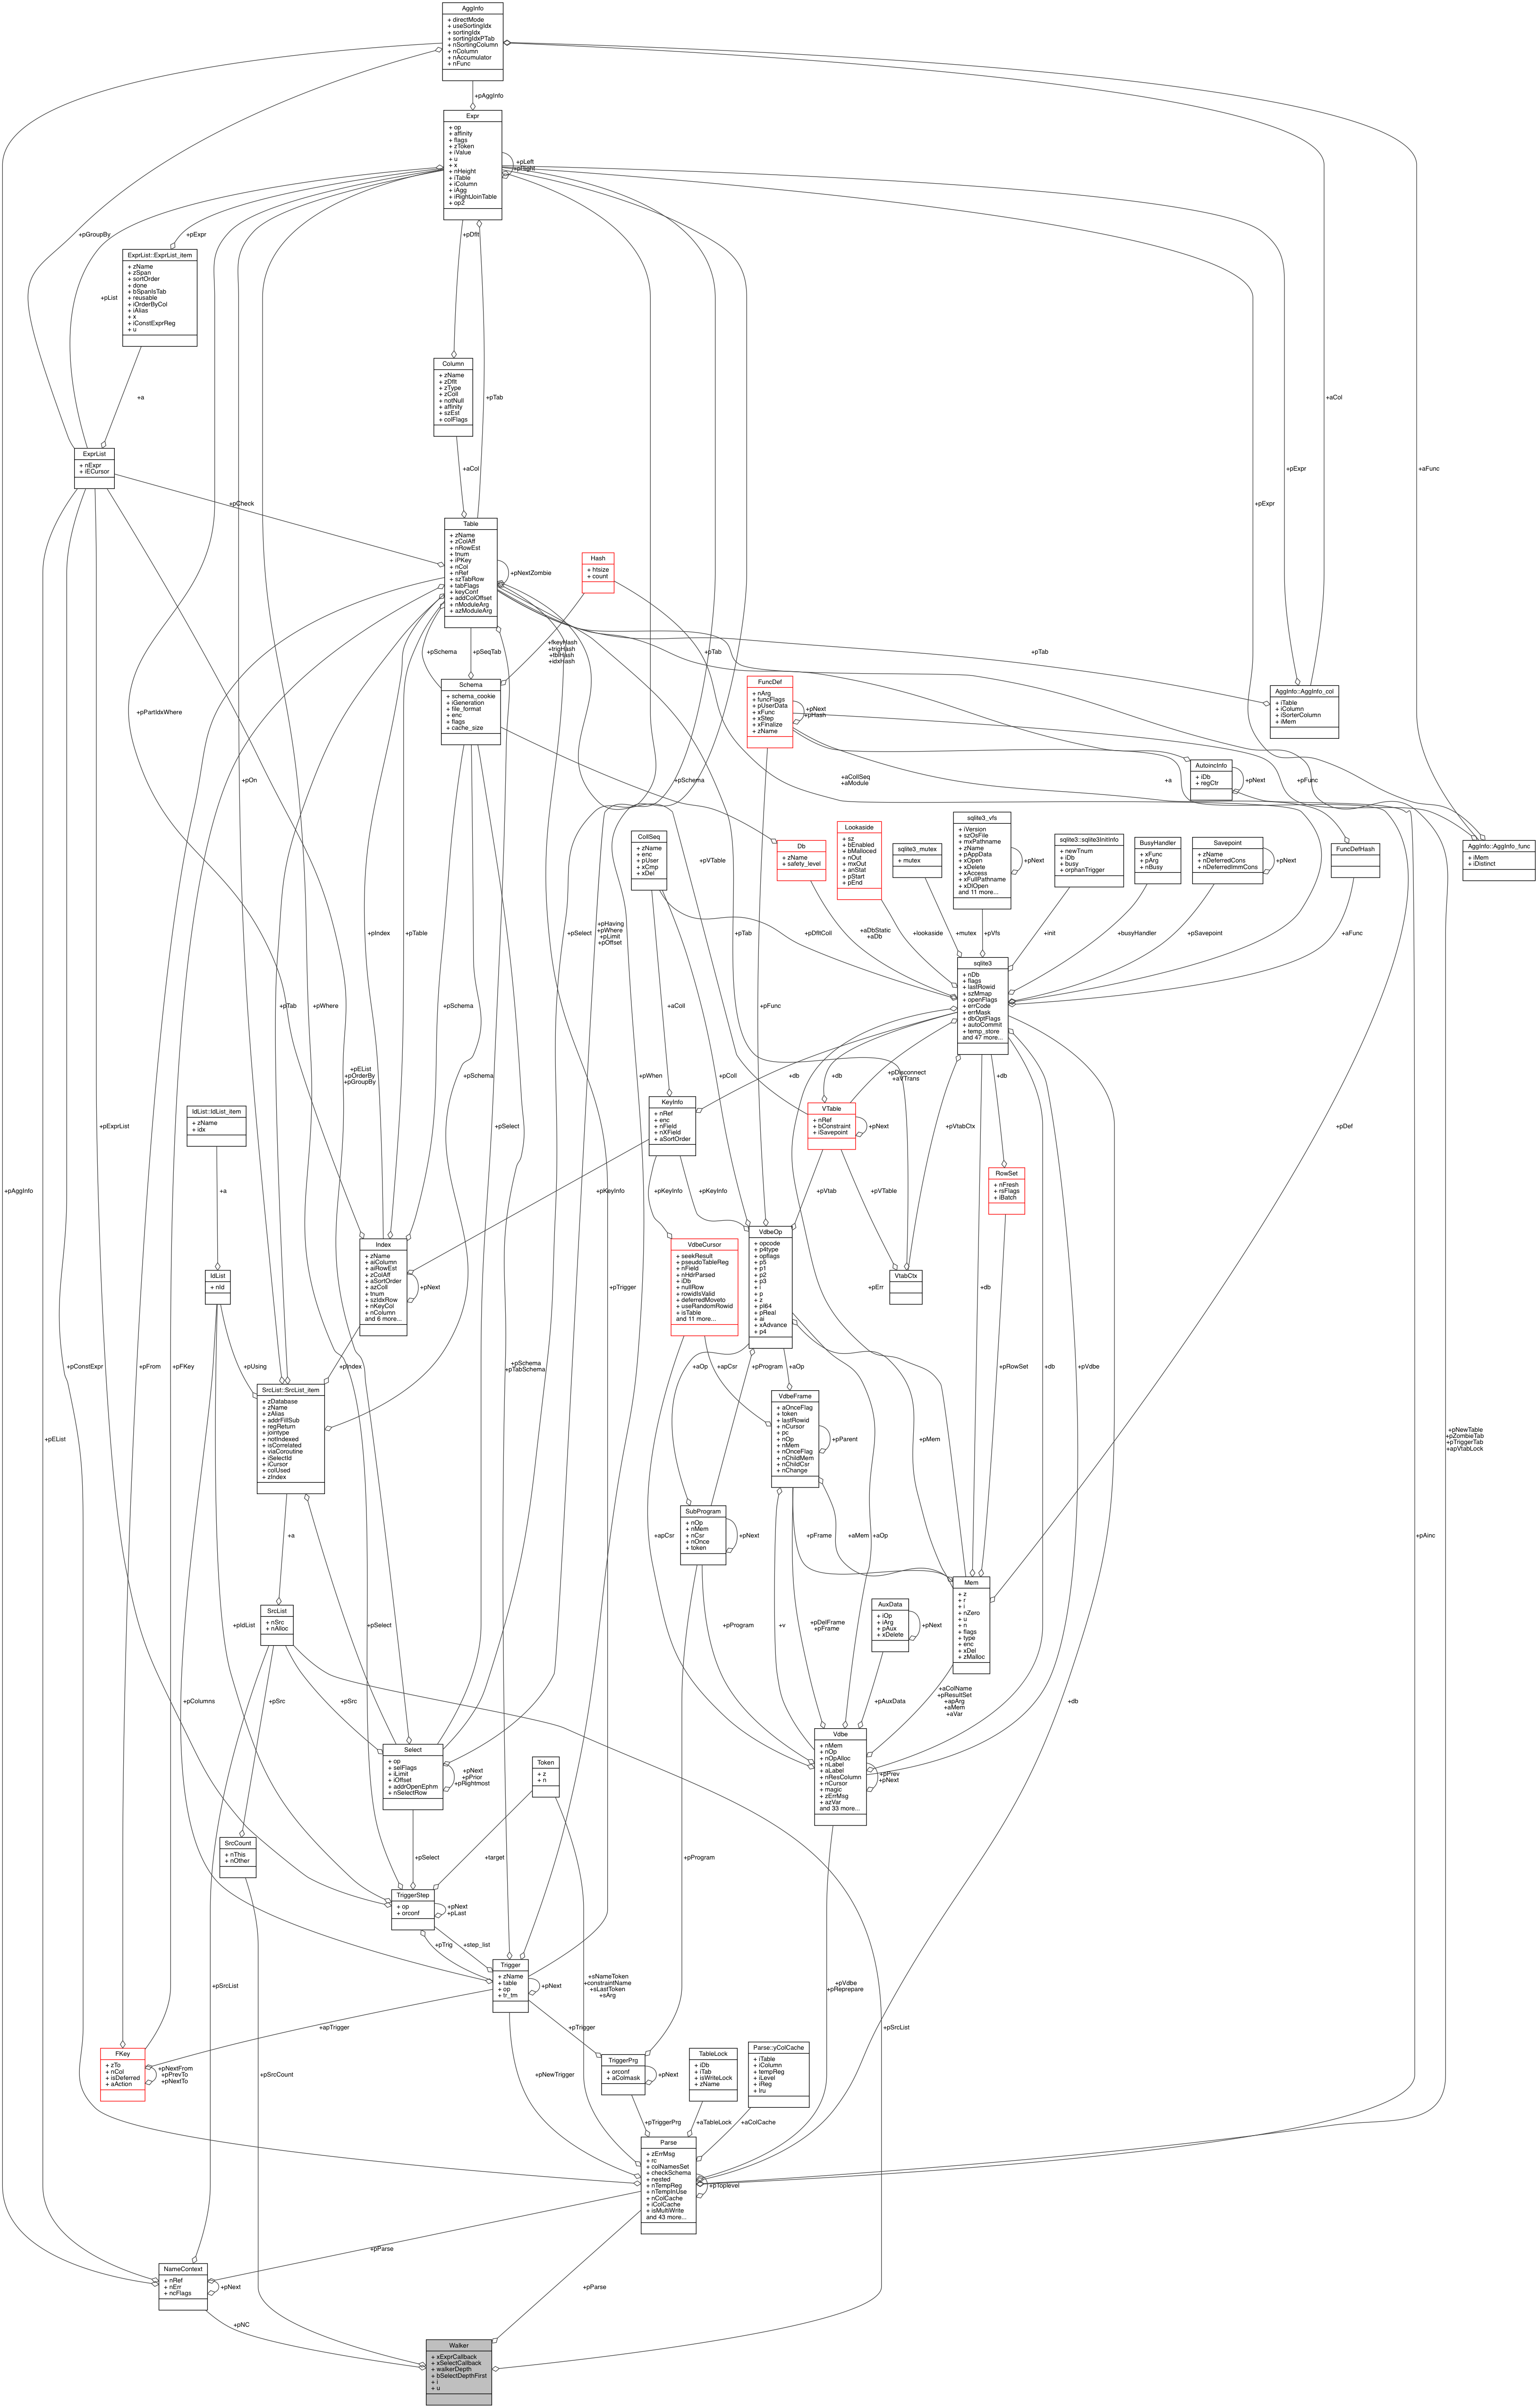 AggInfo
+ directMode
+ useSortingIdx
+ sortingIdx
+ sortingIdxPTab
+ nSortingColumn
+ nColumn
+ nAccumulator
+ nFunc
+pAggInfo
Expr
+ op
+ affinity
+ flags
+ zToken
+ iValue
+ u
+ x
+ nHeight
+ iTable
+ iColumn
+ iAgg
+ iRightJoinTable
+ op2
+pLeft
+pRight
+pGroupBy
+pExpr
+pDflt
ExprList::ExprList_item
+ zName
+ zSpan
+ sortOrder
+ done
+ bSpanIsTab
+ reusable
+ iOrderByCol
+ iAlias
+ x
+ iConstExprReg
+ u
+pList
Column
+ zName
+ zDflt
+ zType
+ zColl
+ notNull
+ affinity
+ szEst
+ colFlags
+a
+pTab
+aCol
ExprList
+ nExpr
+ iECursor
+aCol
+pExpr
+aFunc
+pCheck
+pExpr
Table
+ zName
+ zColAff
+ nRowEst
+ tnum
+ iPKey
+ nCol
+ nRef
+ szTabRow
+ tabFlags
+ keyConf
+ addColOffset
+ nModuleArg
+ azModuleArg
+pNextZombie
Hash
+ htsize
+ count
+pSchema
+pSeqTab
+fkeyHash
+trigHash
+tblHash
+idxHash
+pTab
+pTab
Schema
+ schema_cookie
+ iGeneration
+ file_format
+ enc
+ flags
+ cache_size
FuncDef
+ nArg
+ funcFlags
+ pUserData
+ xFunc
+ xStep
+ xFinalize
+ zName
+pNext
+pHash
AggInfo::AggInfo_col
+ iTable
+ iColumn
+ iSorterColumn
+ iMem
+pPartIdxWhere
+pOn
+pSchema
+aCollSeq
+aModule
+a
AutoincInfo
+ iDb
+ regCtr
+pNext
+pFunc
CollSeq
+ zName
+ enc
+ pUser
+ xCmp
+ xDel
Db
+ zName
+ safety_level
Lookaside
+ sz
+ bEnabled
+ bMalloced
+ nOut
+ mxOut
+ anStat
+ pStart
+ pEnd
sqlite3_mutex
+ mutex
sqlite3_vfs
+ iVersion
+ szOsFile
+ mxPathname
+ zName
+ pAppData
+ xOpen
+ xDelete
+ xAccess
+ xFullPathname
+ xDlOpen
and 11 more...
+pNext
sqlite3::sqlite3InitInfo
+ newTnum
+ iDb
+ busy
+ orphanTrigger
BusyHandler
+ xFunc
+ pArg
+ nBusy
Savepoint
+ zName
+ nDeferredCons
+ nDeferredImmCons
+pNext
FuncDefHash
AggInfo::AggInfo_func
+ iMem
+ iDistinct
+pVTable
+pIndex
+pTable
+pSelect
+pHaving
+pWhere
+pLimit
+pOffset
+pTab
+pDfltColl
+aDbStatic
+aDb
+lookaside
+mutex
+pVfs
+init
+busyHandler
+pSavepoint
+aFunc
+pTab
+pWhere
+pSchema
+aColl
+pFunc
sqlite3
+ nDb
+ flags
+ lastRowid
+ szMmap
+ openFlags
+ errCode
+ errMask
+ dbOptFlags
+ autoCommit
+ temp_store
and 47 more...
+pEList
+pOrderBy
+pGroupBy
+pSchema
+pWhen
+pColl
+db
+db
+pDisconnect
+aVTrans
+db
IdList::IdList_item
+ zName
+ idx
KeyInfo
+ nRef
+ enc
+ nField
+ nXField
+ aSortOrder
VTable
+ nRef
+ bConstraint
+ iSavepoint
+pNext
+pVtabCtx
+pExprList
+pSelect
+pDef
RowSet
+ nFresh
+ rsFlags
+ iBatch
+pAggInfo
+a
+pKeyInfo
+pKeyInfo
+pKeyInfo
+pVtab
+pVTable
Index
+ zName
+ aiColumn
+ aiRowEst
+ zColAff
+ aSortOrder
+ azColl
+ tnum
+ szIdxRow
+ nKeyCol
+ nColumn
and 6 more...
+pNext
VdbeCursor
+ seekResult
+ pseudoTableReg
+ nField
+ nHdrParsed
+ iDb
+ nullRow
+ rowidIsValid
+ deferredMoveto
+ useRandomRowid
+ isTable
and 11 more...
VdbeOp
+ opcode
+ p4type
+ opflags
+ p5
+ p1
+ p2
+ p3
+ i
+ p
+ z
+ pI64
+ pReal
+ ai
+ xAdvance
+ p4
IdList
+ nId
VtabCtx
+pErr
+db
+pTrigger
+pConstExpr
+pFrom
+pFKey
+pUsing
+pIndex
+pSchema
+pTabSchema
+aOp
+apCsr
+pProgram
+aOp
+pRowSet
+db
+pVdbe
SrcList::SrcList_item
+ zDatabase
+ zName
+ zAlias
+ addrFillSub
+ regReturn
+ jointype
+ notIndexed
+ isCorrelated
+ viaCoroutine
+ iSelectId
+ iCursor
+ colUsed
+ zIndex
VdbeFrame
+ aOnceFlag
+ token
+ lastRowid
+ nCursor
+ pc
+ nOp
+ nMem
+ nOnceFlag
+ nChildMem
+ nChildCsr
+ nChange
+pParent
+pMem
+pEList
+pNewTable
+pZombieTab
+pTriggerTab
+apVtabLock
+a
SubProgram
+ nOp
+ nMem
+ nCsr
+ nOnce
+ token
+pNext
+apCsr
+pFrame
+aMem
+aOp
+pAinc
Mem
+ z
+ r
+ i
+ nZero
+ u
+ n
+ flags
+ type
+ enc
+ xDel
+ zMalloc
SrcList
+ nSrc
+ nAlloc
AuxData
+ iOp
+ iArg
+ pAux
+ xDelete
+pNext
+pIdList
+pSelect
+pProgram
+v
+pDelFrame
+pFrame
+pColumns
+pSrc
+pSrc
+pAuxData
+aColName
+pResultSet
+apArg
+aMem
+aVar
+db
Select
+ op
+ selFlags
+ iLimit
+ iOffset
+ addrOpenEphm
+ nSelectRow
+pNext
+pPrior
+pRightmost
Token
+ z
+ n
Vdbe
+ nMem
+ nOp
+ nOpAlloc
+ nLabel
+ aLabel
+ nResColumn
+ nCursor
+ magic
+ zErrMsg
+ azVar
and 33 more...
+pPrev
+pNext
SrcCount
+ nThis
+ nOther
+pSelect
+target
+pProgram
TriggerStep
+ op
+ orconf
+pNext
+pLast
+pTrig
+step_list
Trigger
+ zName
+ table
+ op
+ tr_tm
+pNext
+pSrcList
+sNameToken
+constraintName
+sLastToken
+sArg
+pVdbe
+pReprepare
+apTrigger
+pTrigger
+pSrcList
FKey
+ zTo
+ nCol
+ isDeferred
+ aAction
+pNextFrom
+pPrevTo
+pNextTo
+pSrcCount
+pNewTrigger
TriggerPrg
+ orconf
+ aColmask
+pNext
TableLock
+ iDb
+ iTab
+ isWriteLock
+ zName
Parse::yColCache
+ iTable
+ iColumn
+ tempReg
+ iLevel
+ iReg
+ lru
+pTriggerPrg
+aTableLock
+aColCache
Parse
+ zErrMsg
+ rc
+ colNamesSet
+ checkSchema
+ nested
+ nTempReg
+ nTempInUse
+ nColCache
+ iColCache
+ isMultiWrite
and 43 more...
+pToplevel
+pParse
NameContext
+ nRef
+ nErr
+ ncFlags
+pNext
+pParse
+pNC
Walker
+ xExprCallback
+ xSelectCallback
+ walkerDepth
+ bSelectDepthFirst
+ i
+ u